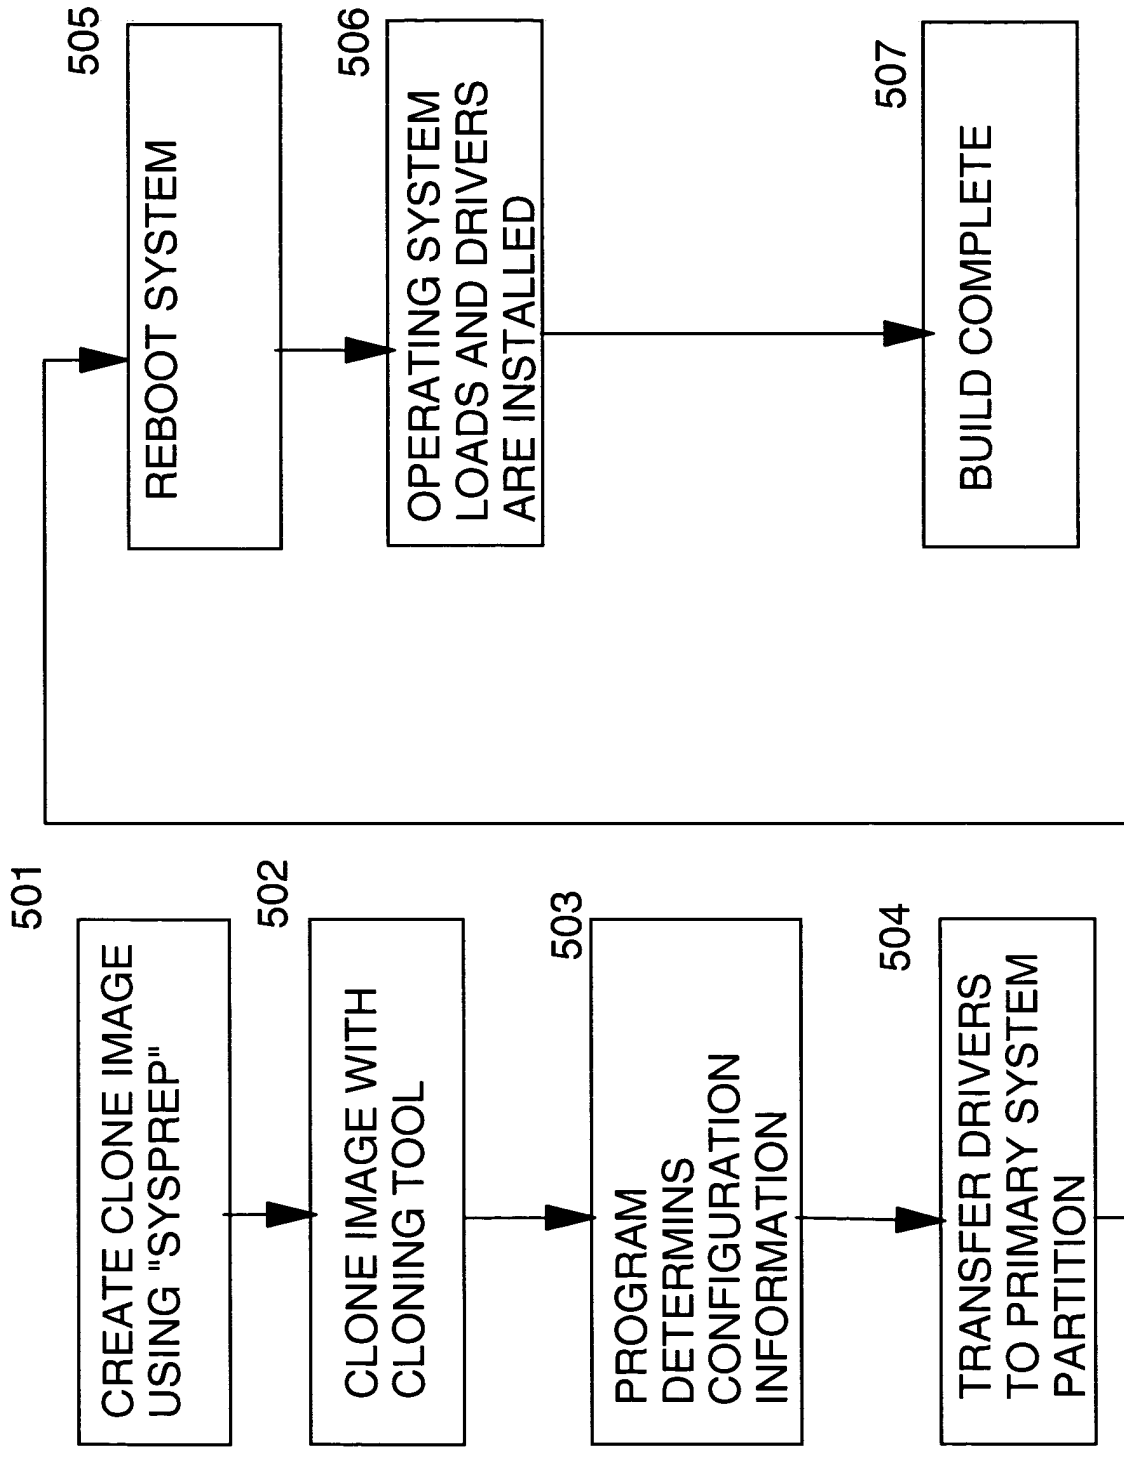 501
CREATE CLONE IMAGE
USING "SYSPREP"
502
CLONE IMAGE WITH
CLONING TOOL
503
PROGRAM
DETERMINS
CONFIGURATION
INFORMATION
504
TRANSFER DRIVERS
TO PRIMARY SYSTEM
PARTITION
505
REBOOT SYSTEM
506
OPERATING SYSTEM
LOADS AND DRIVERS
ARE INSTALLED
507
BUILD COMPLETE